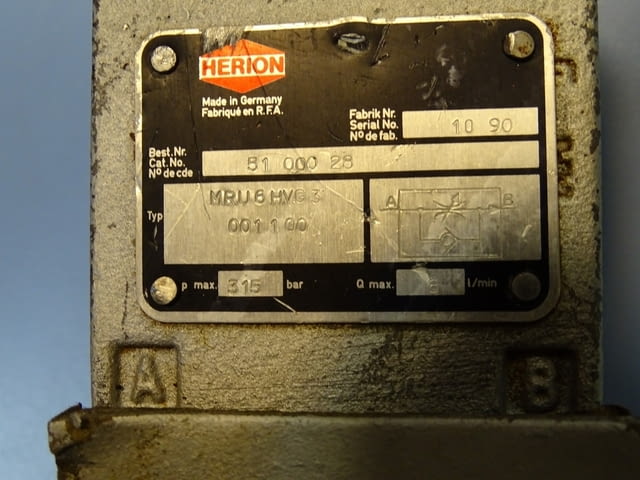 HERION
Made in Germany
Fabriqué en R.F.A.
Fabrik Nr.
Serial No. 10 90
Nº de fab.
Best. Nr.
Cat. No. 51 000 28
Nº de cde
Typ
001 1 00
A B
p max. 315 bar Q max. l/min
A B